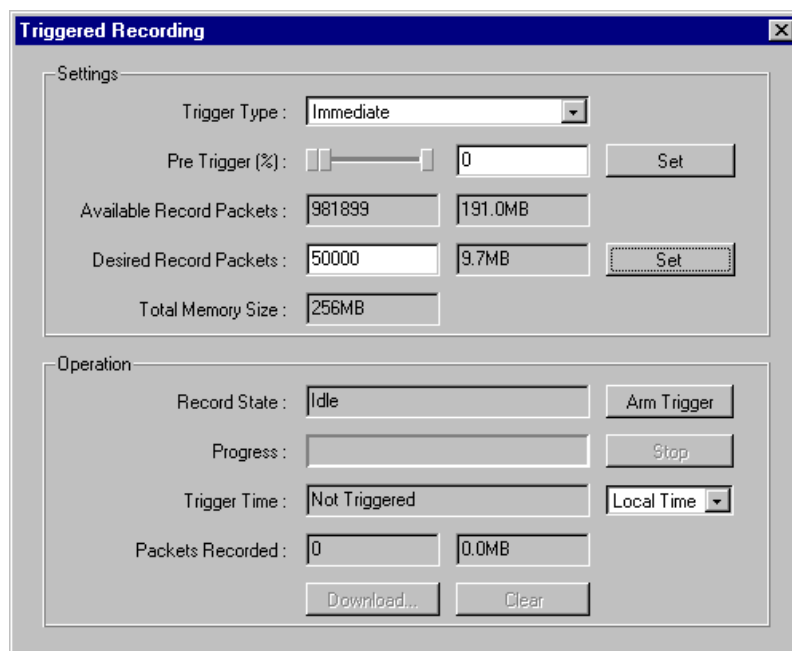 Triggered Recording
Settings
Trigger Type : Immediate
Pre Trigger (%) : 0 Set
Available Record Packets : 981899 191.0MB
Desired Record Packets : 50000 9.7MB Set
Total Memory Size : 256MB
Operation
Record State : Idle Arm Trigger
Progress : Stop
Trigger Time : Not Triggered Local Time
Packets Recorded : 0 0.0MB
Download... Clear